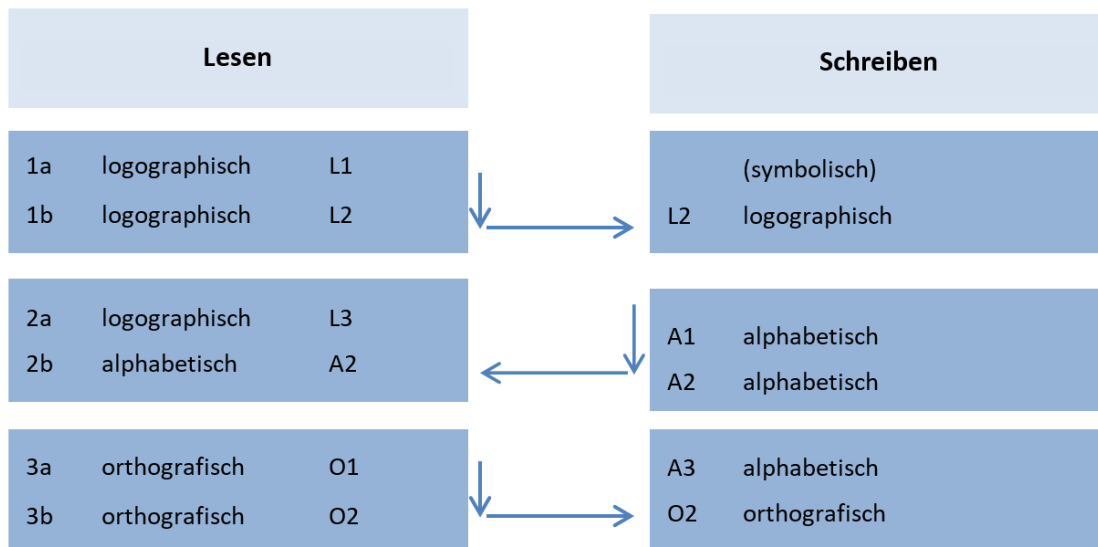 Lesen
Schreiben
1a logographisch L1
(symbolisch)
1b logographisch L2
L2 logographisch
2a logographisch L3
A1 alphabetisch
2b alphabetisch A2
A2 alphabetisch
3a orthografisch O1
A3 alphabetisch
3b orthografisch O2
O2 orthografisch